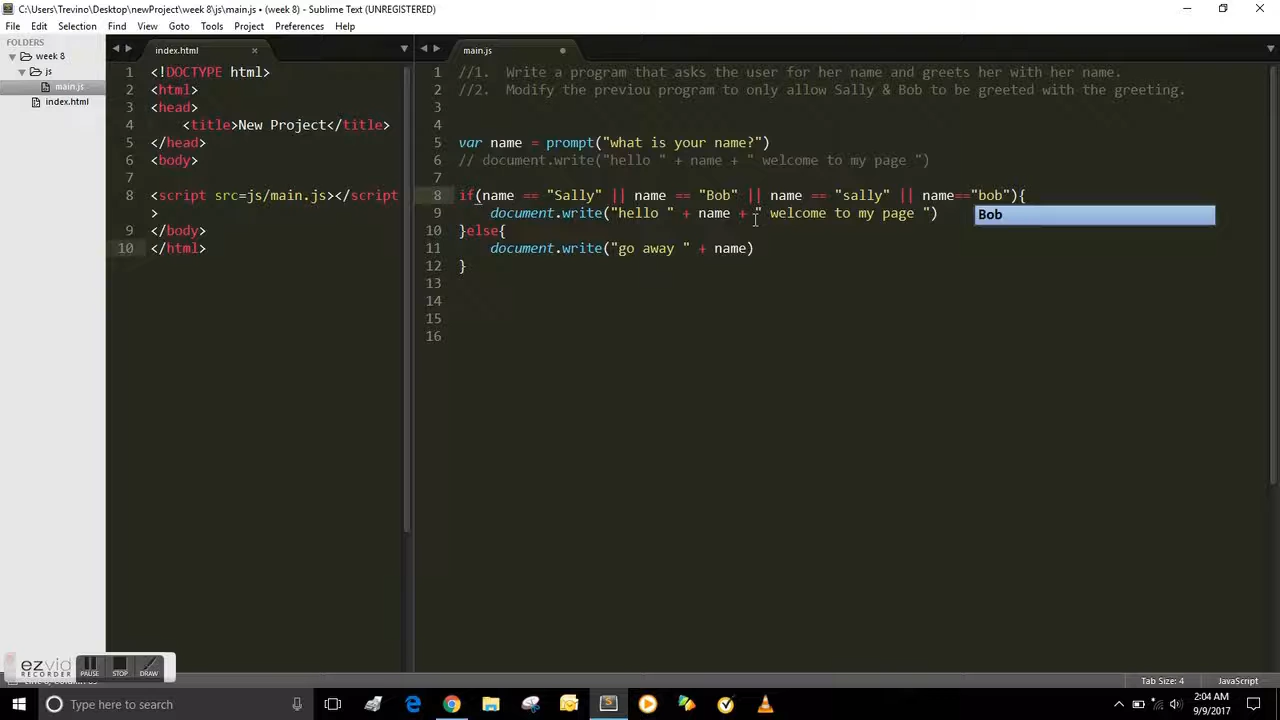 C:\Users\Trevino\Desktop\newProject\week 8\js\main.js • (week 8) - Sublime Text (UNREGISTERED)
File Edit Selection Find View Goto Tools Project Preferences Help
FOLDERS
week 8
js
main.js
index.html
index.html
1 <!DOCTYPE html>
2 <html>
3 <head>
4 <title>New Project</title>
5 </head>
6 <body>
7
8 <script src=js/main.js></script
>
9 </body>
10 </html>
main.js
1 //1. Write a program that asks the user for her name and greets her with her name.
2 //2. Modify the previou program to only allow Sally & Bob to be greeted with the greeting.
3
4
5 var name = prompt("what is your name?")
6 // document.write("hello " + name + " welcome to my page ")
7
8 if(name == "Sally" || name == "Bob" || name == "sally" || name=="bob"){
9 document.write("hello " + name + " welcome to my page ")
Bob
10 }else{
11 document.write("go away " + name)
12 }
13
14
15
16
ezvid
RECORDER
PAUSE STOP DRAW
Tab Size: 4 JavaScript
Type here to search
2:04 AM
9/9/2017